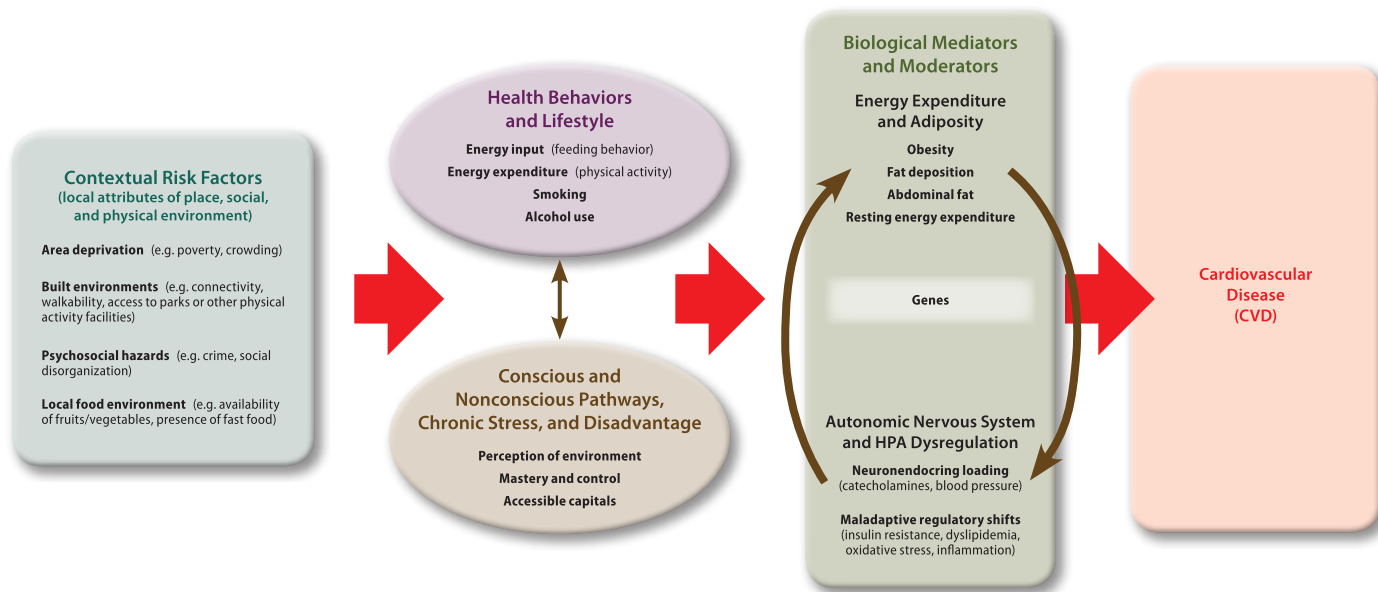 Contextual Risk Factors
(local attributes of place, social,
and physical environment)
Area deprivation (e.g. poverty, crowding)
Built environments (e.g. connectivity,
walkability, access to parks or other physical
activity facilities)
Psychosocial hazards (e.g. crime, social
disorganization)
Local food environment (e.g. availability
of fruits/vegetables, presence of fast food)
Health Behaviors
and Lifestyle
Energy input (feeding behavior)
Energy expenditure (physical activity)
Smoking
Alcohol use
Conscious and
Nonconscious Pathways,
Chronic Stress, and Disadvantage
Perception of environment
Mastery and control
Accessible capitals
Biological Mediators
and Moderators
Energy Expenditure
and Adiposity
Obesity
Fat deposition
Abdominal fat
Resting energy expenditure
Genes
Autonomic Nervous System
and HPA Dysregulation
Neuronendocring loading
(catecholamines, blood pressure)
Maladaptive regulatory shifts
(insulin resistance, dyslipidemia,
oxidative stress, inflammation)
Cardiovascular
Disease
(CVD)